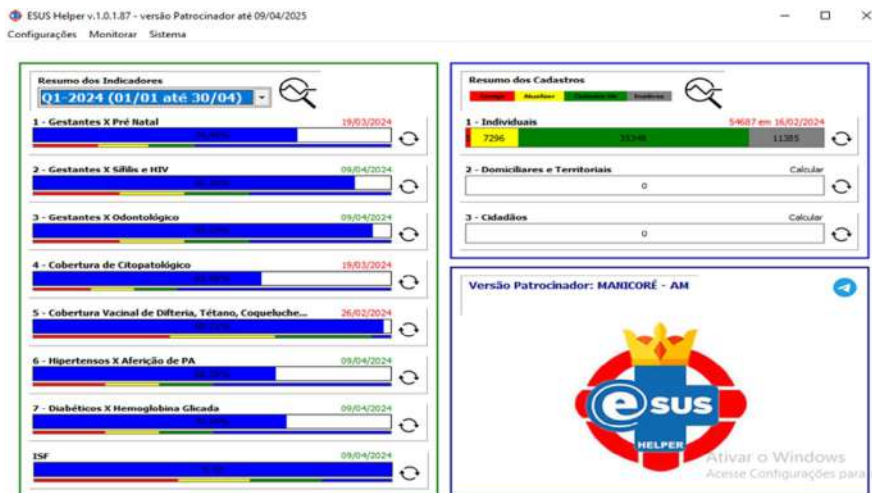 ESUS Helper v.1.0.1.87 - versão Patrocinador até 09/04/2025
Configurações Monitorar Sistema
Resumo dos Indicadores
Q1-2024 (01/01 até 30/04)
1 - Gestantes X Pré Natal 19/03/2024
2 - Gestantes X Sífilis e HIV 09/04/2024
3 - Gestantes X Odontológico 09/04/2024
4 - Cobertura de Citopatológico 19/03/2024
5 - Cobertura Vacinal de Difteria, Tétano, Coqueluche... 26/02/2024
6 - Hipertensos X Aferição de PA 09/04/2024
7 - Diabéticos X Hemoglobina Glicada 09/04/2024
ISF 09/04/2024
Resumo dos Cadastros
Atualizar
1 - Individuais 54687 em 16/02/2024
7296 11385
2 - Domiciliares e Territoriais Calcular
0
3 - Cidadãos Calcular
0
Versão Patrocinador: MANICORÉ - AM
esus
HELPER
Ativar o Windows
Acesse Configurações para